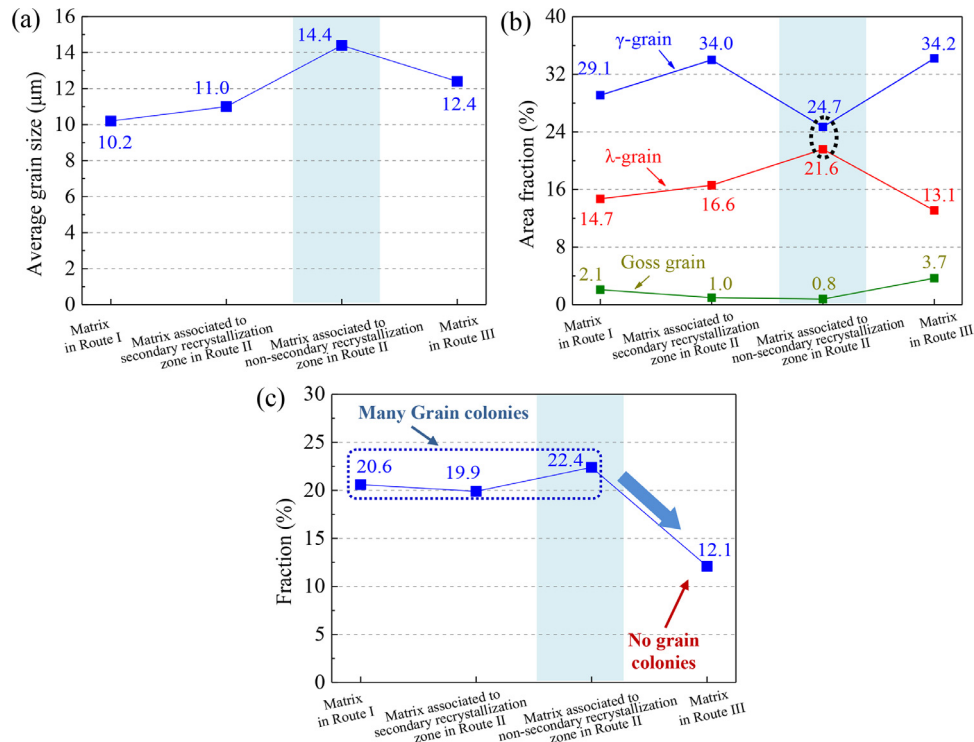 (a)
16
14
12
10
8
6
4
2
0
Average grain size (μm)
10.2
11.0
14.4
12.4
Matrix
in Route I
Matrix associated to
secondary recrystallization
zone in Route II
Matrix associated to
non-secondary recrystallization
zone in Route II
Matrix
in Route III
(b)
40
32
24
16
8
0
Area fraction (%)
γ-grain
29.1
34.0
24.7
34.2
λ-grain
14.7
16.6
21.6
13.1
Goss grain
2.1
1.0
0.8
3.7
Matrix
in Route I
Matrix associated to
secondary recrystallization
zone in Route II
Matrix associated to
non-secondary recrystallization
zone in Route II
Matrix
in Route III
(c)
30
25
20
15
10
5
0
Fraction (%)
Many Grain colonies
20.6
19.9
22.4
12.1
No grain
colonies
Matrix
in Route I
Matrix associated to
secondary recrystallization
zone in Route II
Matrix associated to
non-secondary recrystallization
zone in Route II
Matrix
in Route III